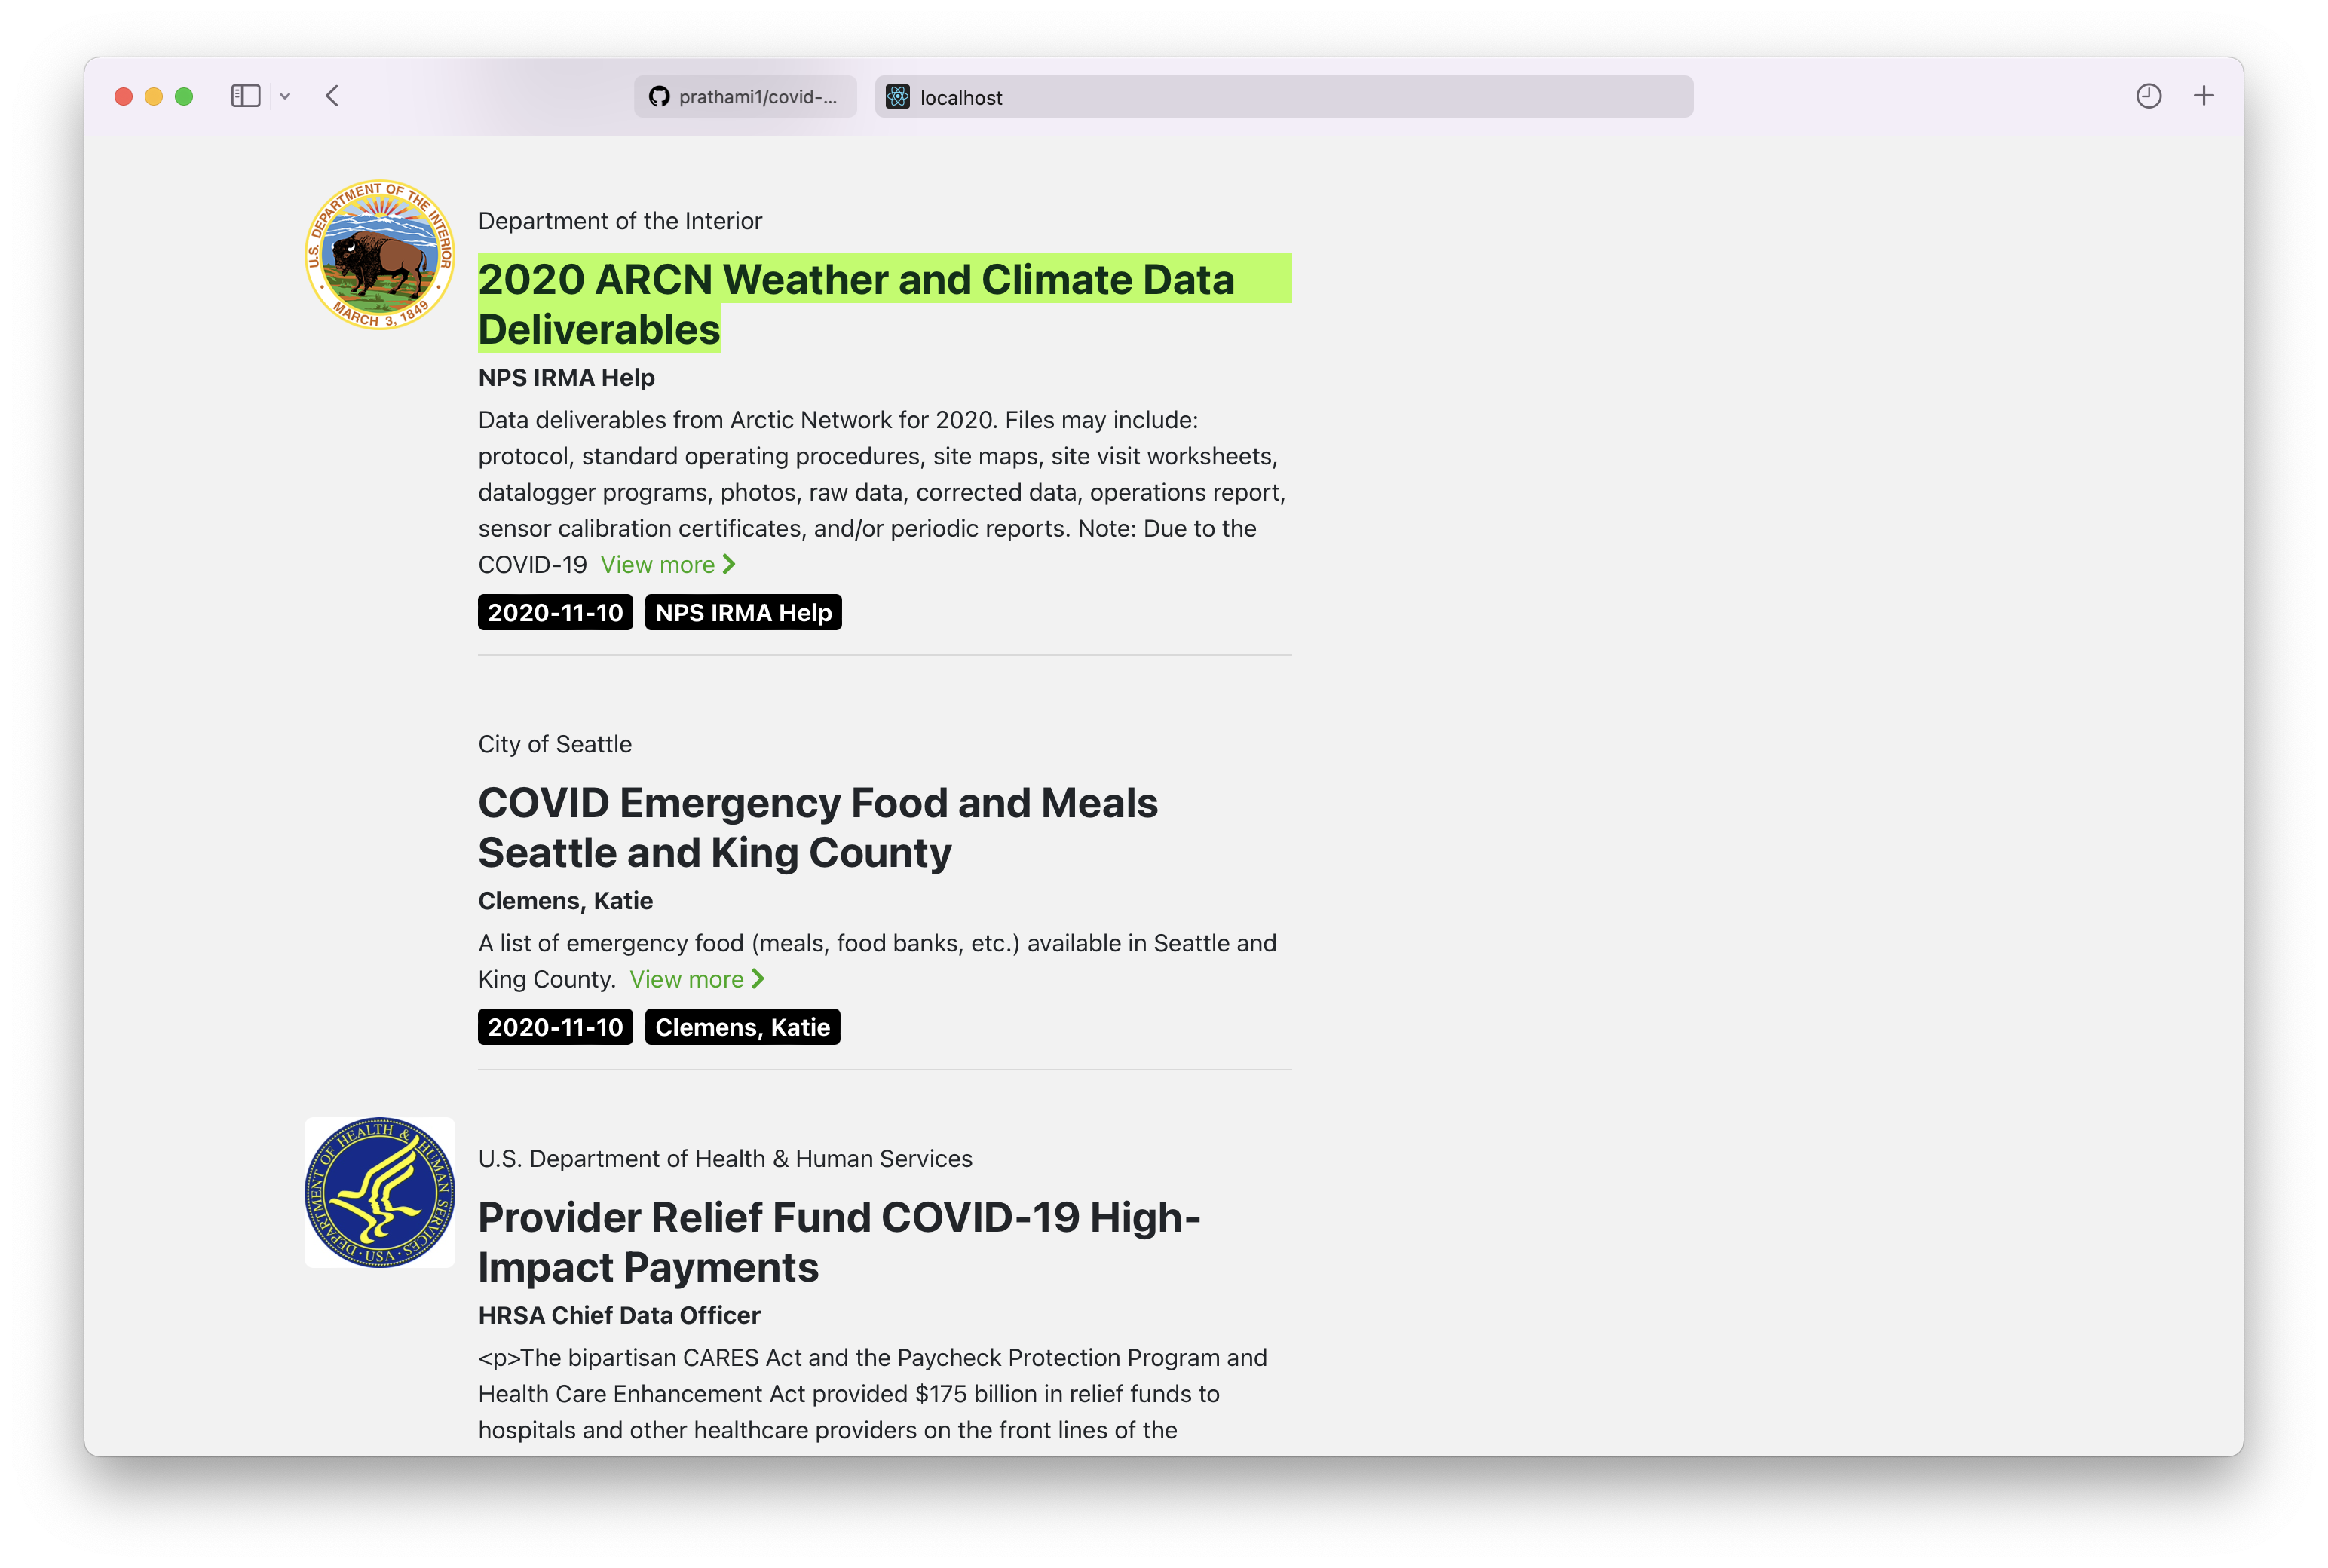 prathami1/covid-...
localhost
U.S. DEPARTMENT OF THE INTERIOR
MARCH 3, 1849
Department of the Interior
2020 ARCN Weather and Climate Data
Deliverables
NPS IRMA Help
Data deliverables from Arctic Network for 2020. Files may include:
protocol, standard operating procedures, site maps, site visit worksheets,
datalogger programs, photos, raw data, corrected data, operations report,
sensor calibration certificates, and/or periodic reports. Note: Due to the
COVID-19 View more
2020-11-10 NPS IRMA Help
City of Seattle
COVID Emergency Food and Meals
Seattle and King County
Clemens, Katie
A list of emergency food (meals, food banks, etc.) available in Seattle and
King County. View more
2020-11-10 Clemens, Katie
DEPARTMENT OF HEALTH & HUMAN SERVICES · USA
U.S. Department of Health & Human Services
Provider Relief Fund COVID-19 High-
Impact Payments
HRSA Chief Data Officer
<p>The bipartisan CARES Act and the Paycheck Protection Program and
Health Care Enhancement Act provided $175 billion in relief funds to
hospitals and other healthcare providers on the front lines of the